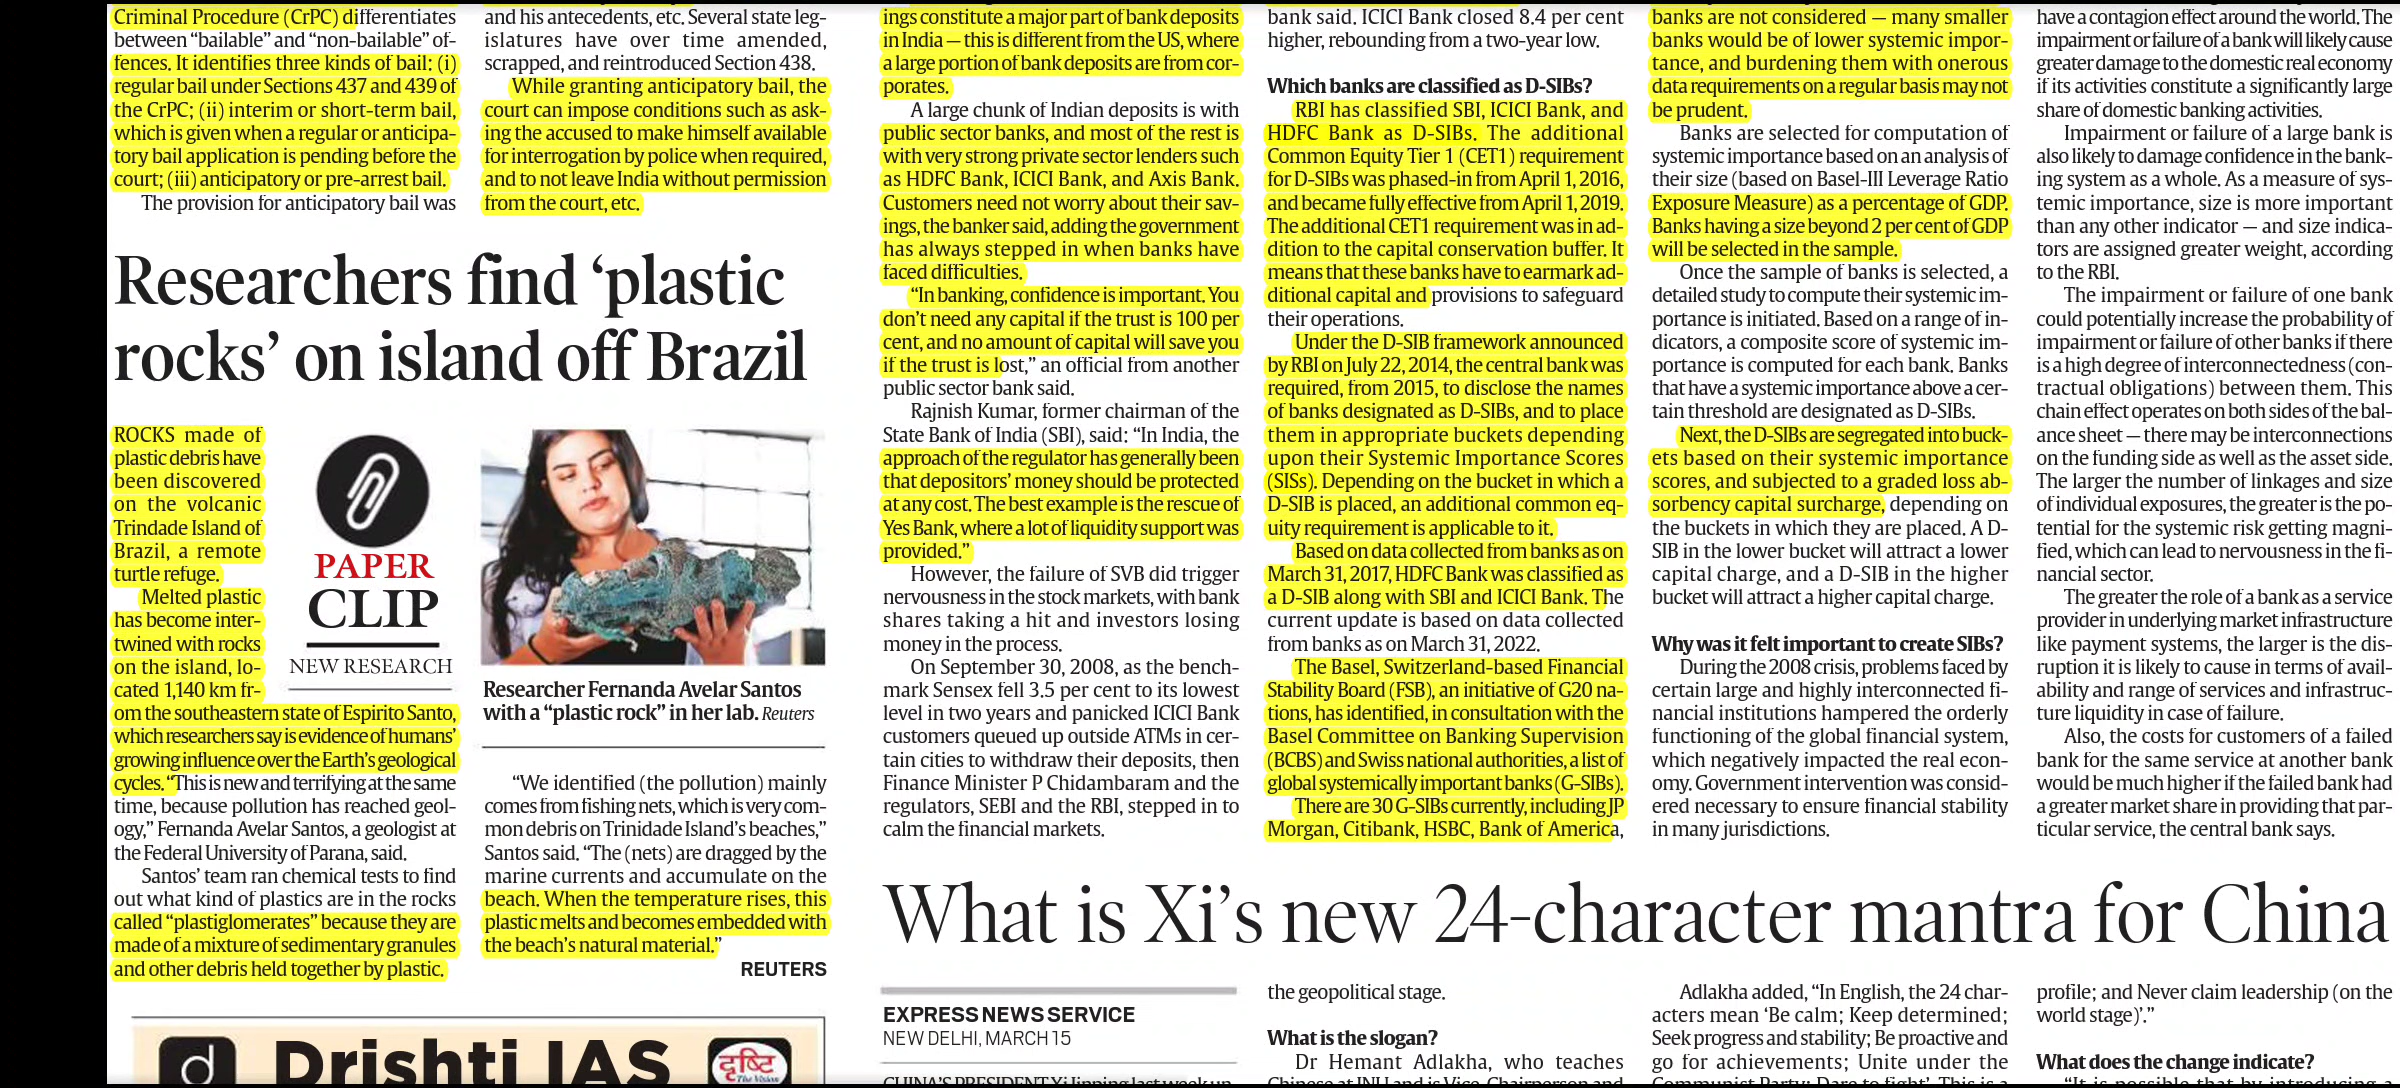 Criminal Procedure (CrPC) differentiates
between “bailable” and “non-bailable” of-
fences. It identifies three kinds of bail: (i)
regular bail under Sections 437 and 439 of
the CrPC; (ii) interim or short-term bail,
which is given when a regular or anticipa-
tory bail application is pending before the
court; (iii) anticipatory or pre-arrest bail.
The provision for anticipatory bail was
and his antecedents, etc. Several state leg-
islatures have over time amended,
scrapped, and reintroduced Section 438.
While granting anticipatory bail, the
court can impose conditions such as ask-
ing the accused to make himself available
for interrogation by police when required,
and to not leave India without permission
from the court, etc.
Researchers find ‘plastic
rocks’ on island off Brazil
ROCKS made of
plastic debris have
been discovered
on the volcanic
Trindade Island of
Brazil, a remote
turtle refuge.
Melted plastic
has become inter-
twined with rocks
on the island, lo-
cated 1,140 km fr-
om the southeastern state of Espirito Santo,
which researchers say is evidence of humans’
growing influence over the Earth’s geological
cycles. “This is new and terrifying at the same
time, because pollution has reached geol-
ogy,” Fernanda Avelar Santos, a geologist at
the Federal University of Parana, said.
Santos’ team ran chemical tests to find
out what kind of plastics are in the rocks
called “plastiglomerates” because they are
made of a mixture of sedimentary granules
and other debris held together by plastic.
PAPER
CLIP
NEW RESEARCH
Researcher Fernanda Avelar Santos
with a “plastic rock” in her lab. Reuters
“We identified (the pollution) mainly
comes from fishing nets, which is very com-
mon debris on Trinidade Island’s beaches,”
Santos said. “The (nets) are dragged by the
marine currents and accumulate on the
beach. When the temperature rises, this
plastic melts and becomes embedded with
the beach’s natural material.”
REUTERS
d
Drishti IAS
दृष्टि
The Vision
ings constitute a major part of bank deposits
in India — this is different from the US, where
a large portion of bank deposits are from cor-
porates.
A large chunk of Indian deposits is with
public sector banks, and most of the rest is
with very strong private sector lenders such
as HDFC Bank, ICICI Bank, and Axis Bank.
Customers need not worry about their sav-
ings, the banker said, adding the government
has always stepped in when banks have
faced difficulties.
“In banking, confidence is important. You
don’t need any capital if the trust is 100 per
cent, and no amount of capital will save you
if the trust is lost,” an official from another
public sector bank said.
Rajnish Kumar, former chairman of the
State Bank of India (SBI), said: “In India, the
approach of the regulator has generally been
that depositors’ money should be protected
at any cost. The best example is the rescue of
Yes Bank, where a lot of liquidity support was
provided.”
However, the failure of SVB did trigger
nervousness in the stock markets, with bank
shares taking a hit and investors losing
money in the process.
On September 30, 2008, as the bench-
mark Sensex fell 3.5 per cent to its lowest
level in two years and panicked ICICI Bank
customers queued up outside ATMs in cer-
tain cities to withdraw their deposits, then
Finance Minister P Chidambaram and the
regulators, SEBI and the RBI, stepped in to
calm the financial markets.
bank said. ICICI Bank closed 8.4 per cent
higher, rebounding from a two-year low.
Which banks are classified as D-SIBs?
RBI has classified SBI, ICICI Bank, and
HDFC Bank as D-SIBs. The additional
Common Equity Tier 1 (CET1) requirement
for D-SIBs was phased-in from April 1, 2016,
and became fully effective from April 1, 2019.
The additional CET1 requirement was in ad-
dition to the capital conservation buffer. It
means that these banks have to earmark ad-
ditional capital and provisions to safeguard
their operations.
Under the D-SIB framework announced
by RBI on July 22, 2014, the central bank was
required, from 2015, to disclose the names
of banks designated as D-SIBs, and to place
them in appropriate buckets depending
upon their Systemic Importance Scores
(SISs). Depending on the bucket in which a
D-SIB is placed, an additional common eq-
uity requirement is applicable to it.
Based on data collected from banks as on
March 31, 2017, HDFC Bank was classified as
a D-SIB along with SBI and ICICI Bank. The
current update is based on data collected
from banks as on March 31, 2022.
The Basel, Switzerland-based Financial
Stability Board (FSB), an initiative of G20 na-
tions, has identified, in consultation with the
Basel Committee on Banking Supervision
(BCBS) and Swiss national authorities, a list of
global systemically important banks (G-SIBs).
There are 30 G-SIBs currently, including JP
Morgan, Citibank, HSBC, Bank of America,
banks are not considered — many smaller
banks would be of lower systemic impor-
tance, and burdening them with onerous
data requirements on a regular basis may not
be prudent.
Banks are selected for computation of
systemic importance based on an analysis of
their size (based on Basel-III Leverage Ratio
Exposure Measure) as a percentage of GDP.
Banks having a size beyond 2 per cent of GDP
will be selected in the sample.
Once the sample of banks is selected, a
detailed study to compute their systemic im-
portance is initiated. Based on a range of in-
dicators, a composite score of systemic im-
portance is computed for each bank. Banks
that have a systemic importance above a cer-
tain threshold are designated as D-SIBs.
Next, the D-SIBs are segregated into buck-
ets based on their systemic importance
scores, and subjected to a graded loss ab-
sorbency capital surcharge, depending on
the buckets in which they are placed. A D-
SIB in the lower bucket will attract a lower
capital charge, and a D-SIB in the higher
bucket will attract a higher capital charge.
Why was it felt important to create SIBs?
During the 2008 crisis, problems faced by
certain large and highly interconnected fi-
nancial institutions hampered the orderly
functioning of the global financial system,
which negatively impacted the real econ-
omy. Government intervention was consid-
ered necessary to ensure financial stability
in many jurisdictions.
have a contagion effect around the world. The
impairment or failure of a bank will likely cause
greater damage to the domestic real economy
if its activities constitute a significantly large
share of domestic banking activities.
Impairment or failure of a large bank is
also likely to damage confidence in the bank-
ing system as a whole. As a measure of sys-
temic importance, size is more important
than any other indicator — and size indica-
tors are assigned greater weight, according
to the RBI.
The impairment or failure of one bank
could potentially increase the probability of
impairment or failure of other banks if there
is a high degree of interconnectedness (con-
tractual obligations) between them. This
chain effect operates on both sides of the bal-
ance sheet — there may be interconnections
on the funding side as well as the asset side.
The larger the number of linkages and size
of individual exposures, the greater is the po-
tential for the systemic risk getting magni-
fied, which can lead to nervousness in the fi-
nancial sector.
The greater the role of a bank as a service
provider in underlying market infrastructure
like payment systems, the larger is the dis-
ruption it is likely to cause in terms of avail-
ability and range of services and infrastruc-
ture liquidity in case of failure.
Also, the costs for customers of a failed
bank for the same service at another bank
would be much higher if the failed bank had
a greater market share in providing that par-
ticular service, the central bank says.
What is Xi’s new 24-character mantra for China
EXPRESS NEWS SERVICE
NEW DELHI, MARCH 15
CHINA’S PRESIDENT Xi Jinping last week un-
the geopolitical stage.
What is the slogan?
Dr Hemant Adlakha, who teaches
Chinese at JNU and is Vice-Chairperson and
Adlakha added, “In English, the 24 char-
acters mean ‘Be calm; Keep determined;
Seek progress and stability; Be proactive and
go for achievements; Unite under the
Communist Party; Dare to fight’. This is a
profile; and Never claim leadership (on the
world stage)’.”
What does the change indicate?
“It is possible that by introducing